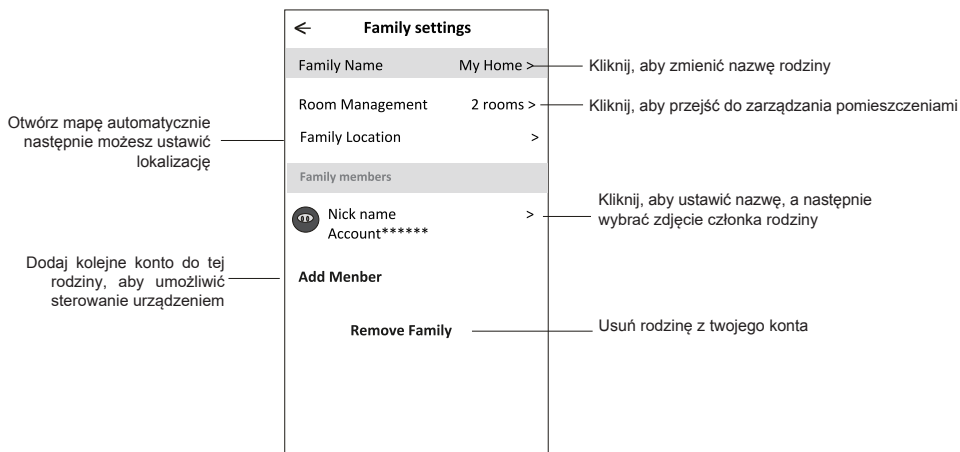 Family settings
Family Name My Home >
Kliknij, aby zmienić nazwę rodziny
Room Management 2 rooms >
Kliknij, aby przejść do zarządzania pomieszczeniami
Otwórz mapę automatycznie
następnie możesz ustawić
lokalizację
Family Location >
Family members
Nick name >
Account******
Kliknij, aby ustawić nazwę, a następnie
wybrać zdjęcie członka rodziny
Dodaj kolejne konto do tej
rodziny, aby umożliwić
sterowanie urządzeniem
Add Menber
Remove Family
Usuń rodzinę z twojego konta